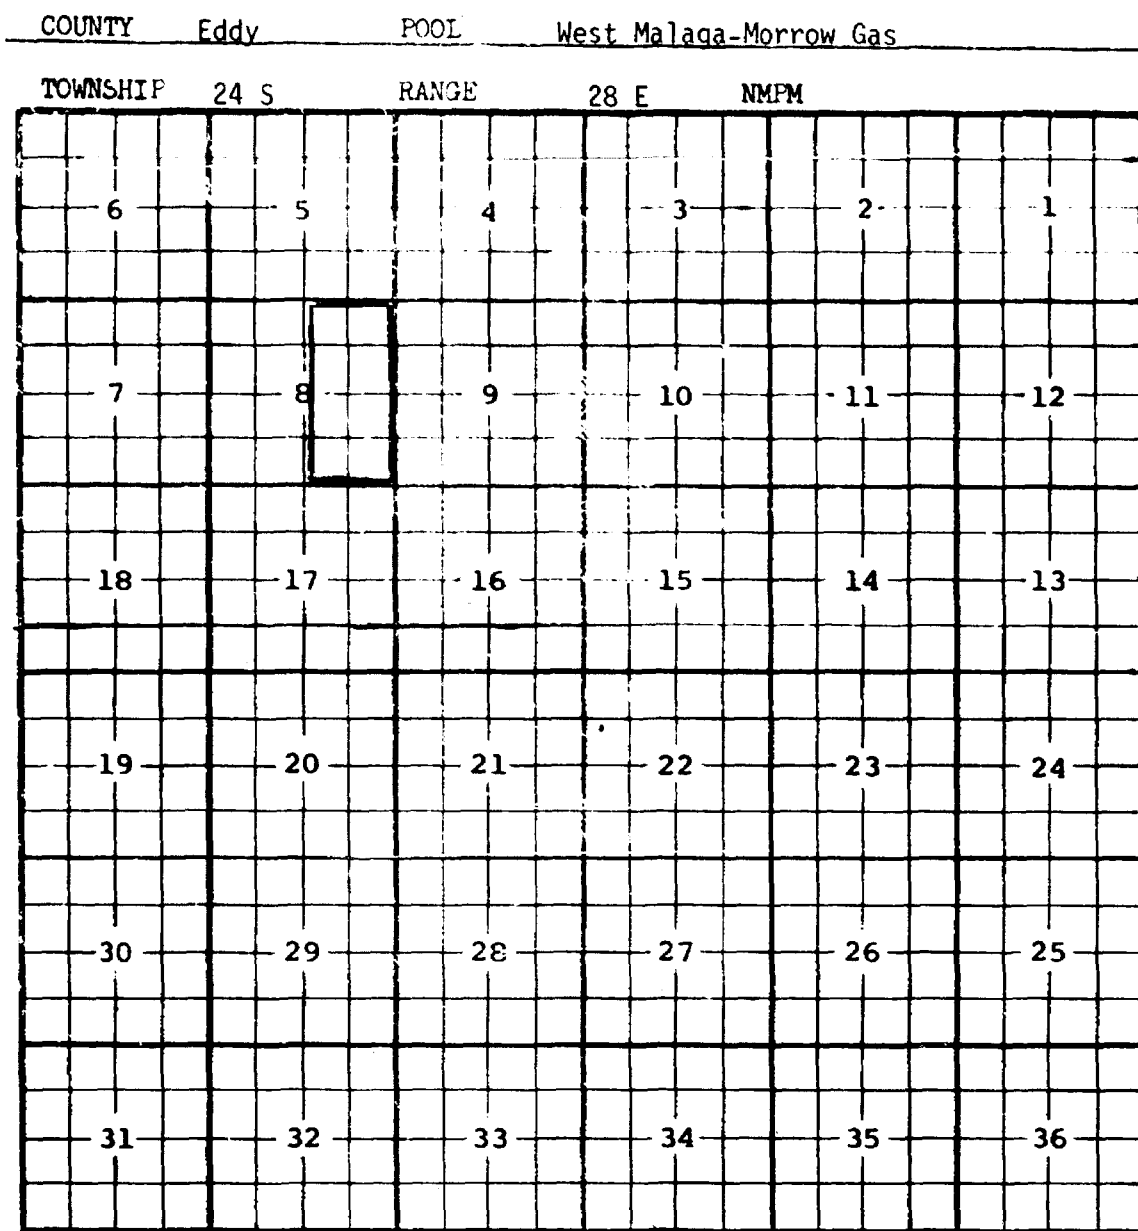 COUNTY Eddy POOL West Malaga-Morrow Gas
TOWNSHIP 24 S RANGE 28 E NMPM
6 5 4 3 2 1
7 8 9 10 11 12
18 17 16 15 14 13
19 20 21 22 23 24
30 29 28 27 26 25
31 32 33 34 35 36